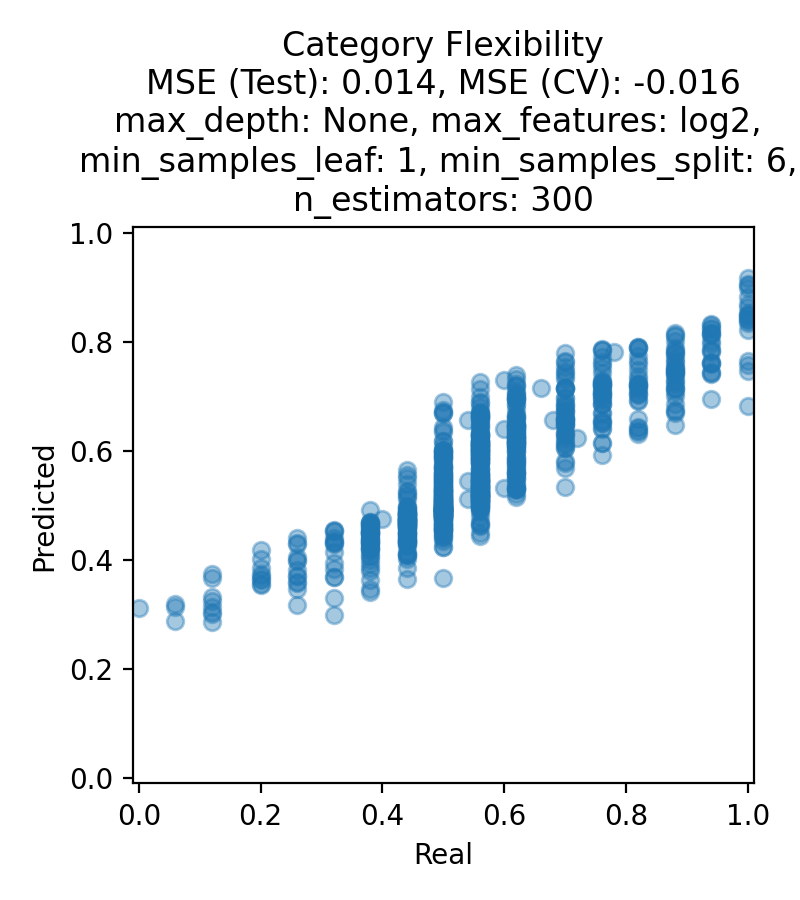 Category Flexibility
MSE (Test): 0.014, MSE (CV): -0.016
max_depth: None, max_features: log2,
min_samples_leaf: 1, min_samples_split: 6,
n_estimators: 300
1.0
0.8
0.6
0.4
0.2
0.0
Predicted
0.0 0.2 0.4 0.6 0.8 1.0
Real